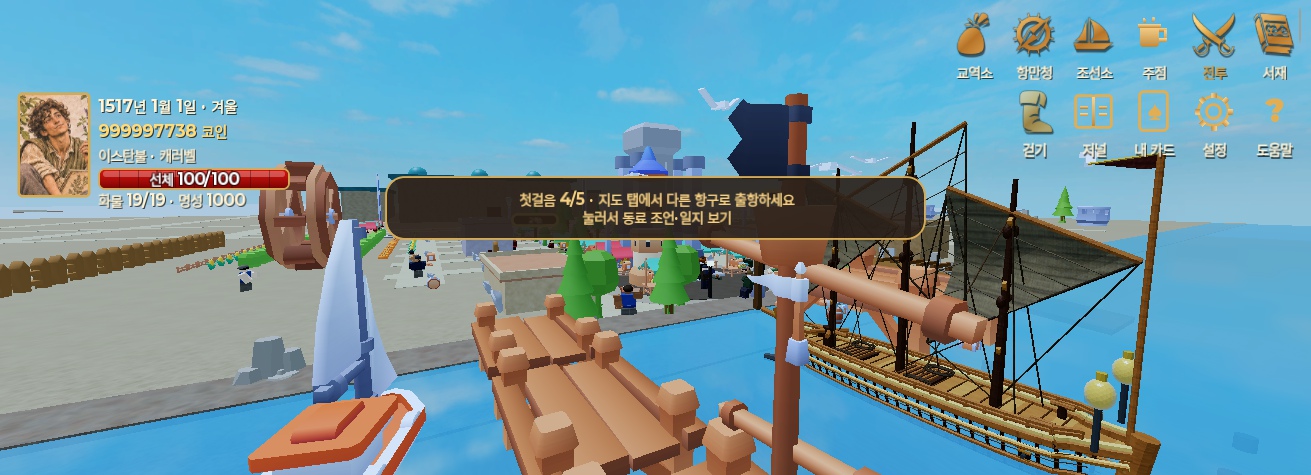 교역소 항만청 조선소 주점 전투 서재
걷기 저널 내 카드 설정 도움말
1517년 1월 1일 · 겨울
999997738 코인
이스탄불 · 캐러벨
선체 100/100
화물 19/19 · 명성 1000
첫걸음 4/5 · 지도 탭에서 다른 항구로 출항하세요
눌러서 동료 조언·일지 보기